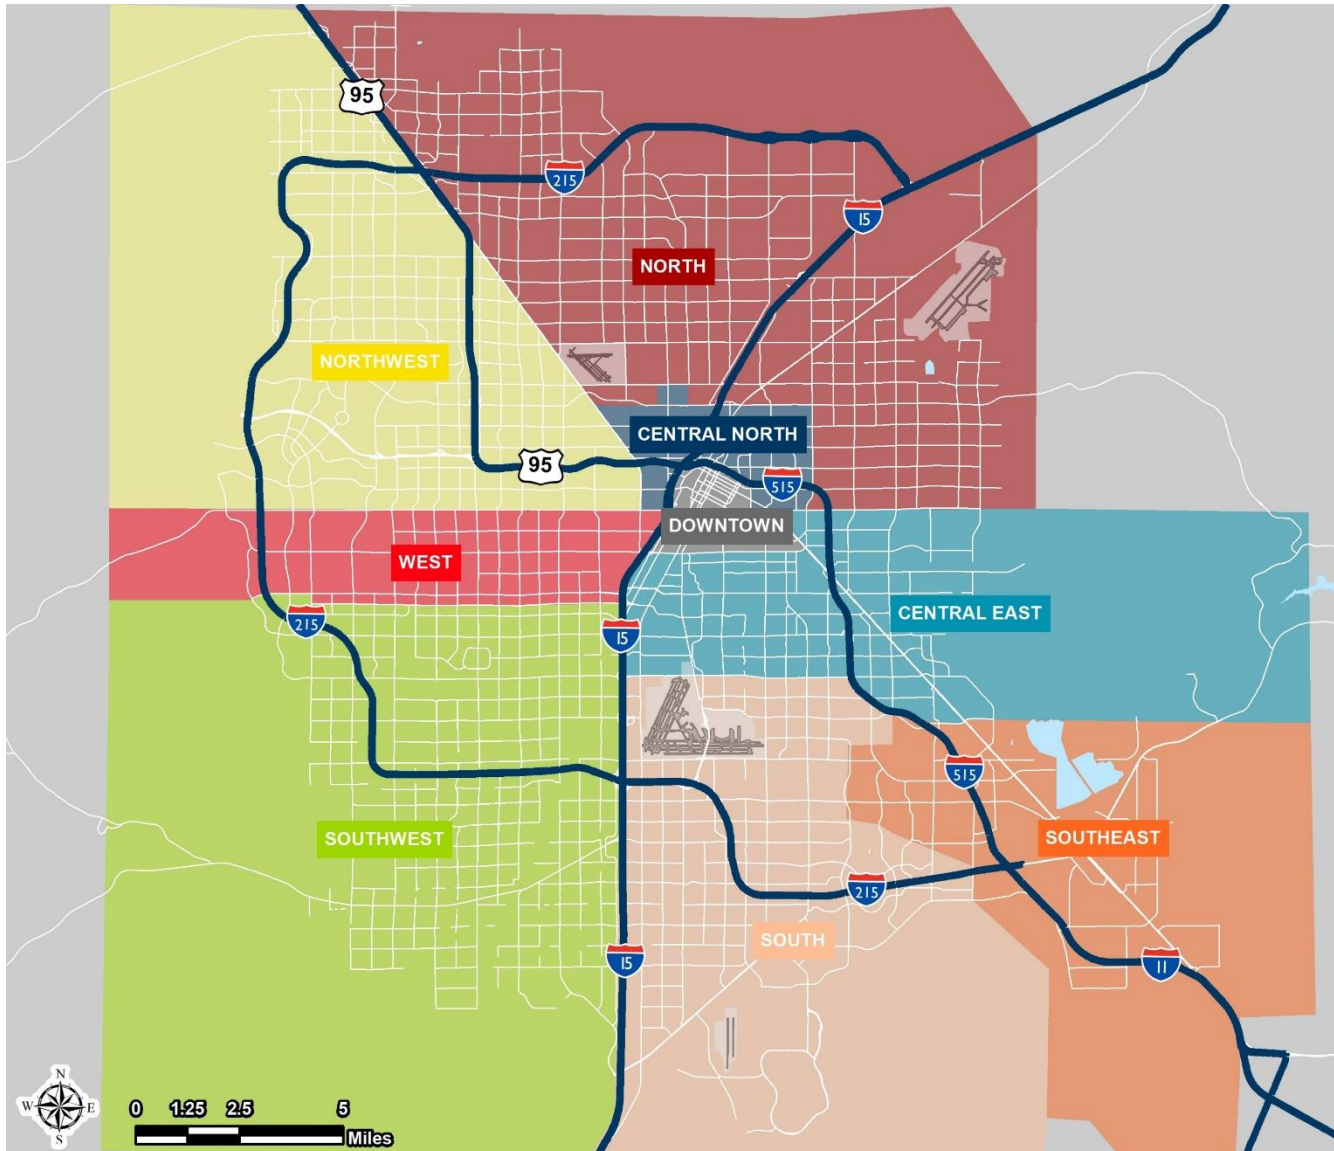 95
215
15
NORTH
NORTHWEST
CENTRAL NORTH
95
515
DOWNTOWN
WEST
CENTRAL EAST
215
15
515
SOUTHWEST
SOUTHEAST
215
SOUTH
15
11
N
W E
S
0 1.25 2.5 5
Miles